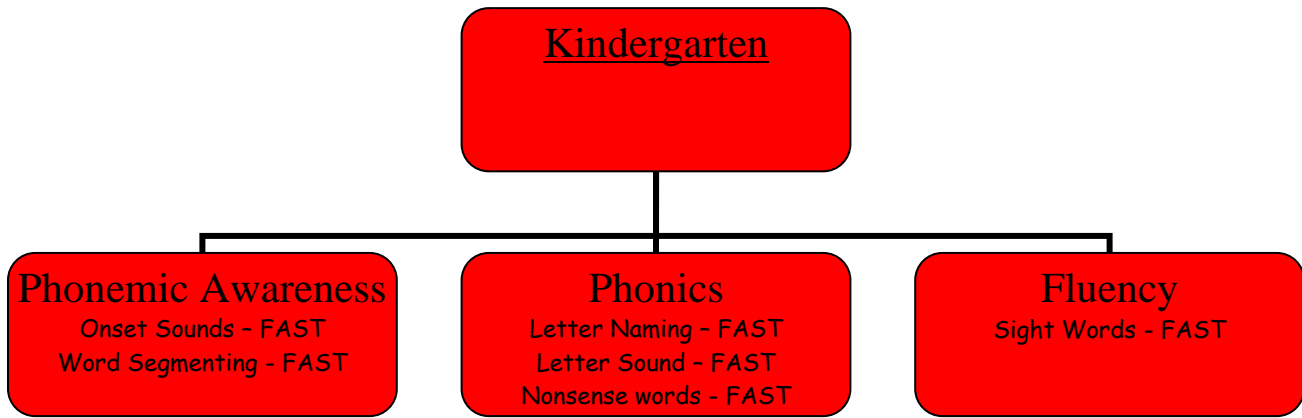 Kindergarten
Phonemic Awareness
Onset Sounds – FAST
Word Segmenting - FAST
Phonics
Letter Naming – FAST
Letter Sound – FAST
Nonsense words - FAST
Fluency
Sight Words - FAST